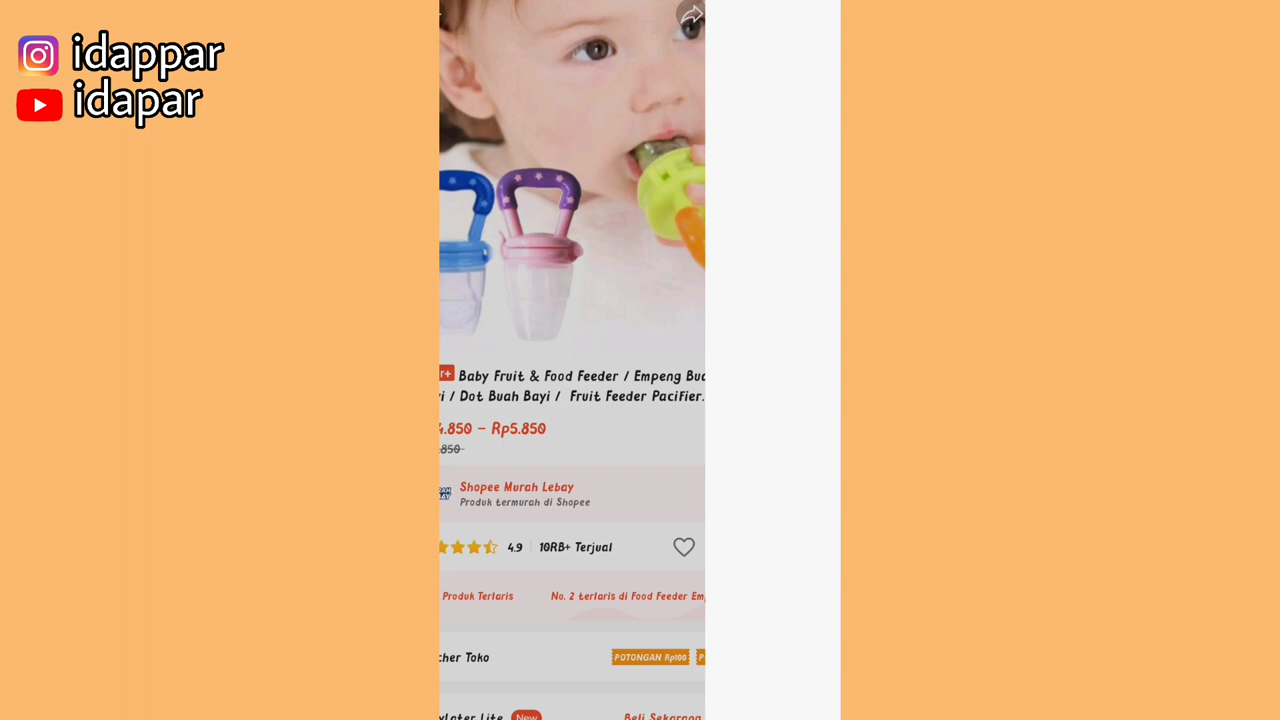 idappar
idapar
r+ Baby Fruit & Food Feeder / Empeng Bua
yi / Dot Buah Bayi / Fruit Feeder Pacifier.
4.850 - Rp5.850
.850
Shopee Murah Lebay
Produk termurah di Shopee
4.9 10RB+ Terjual
Produk Terlaris No. 2 terlaris di Food Feeder Em
cher Toko POTONGAN Rp100 P
yLater Lite New Beli Sekarang